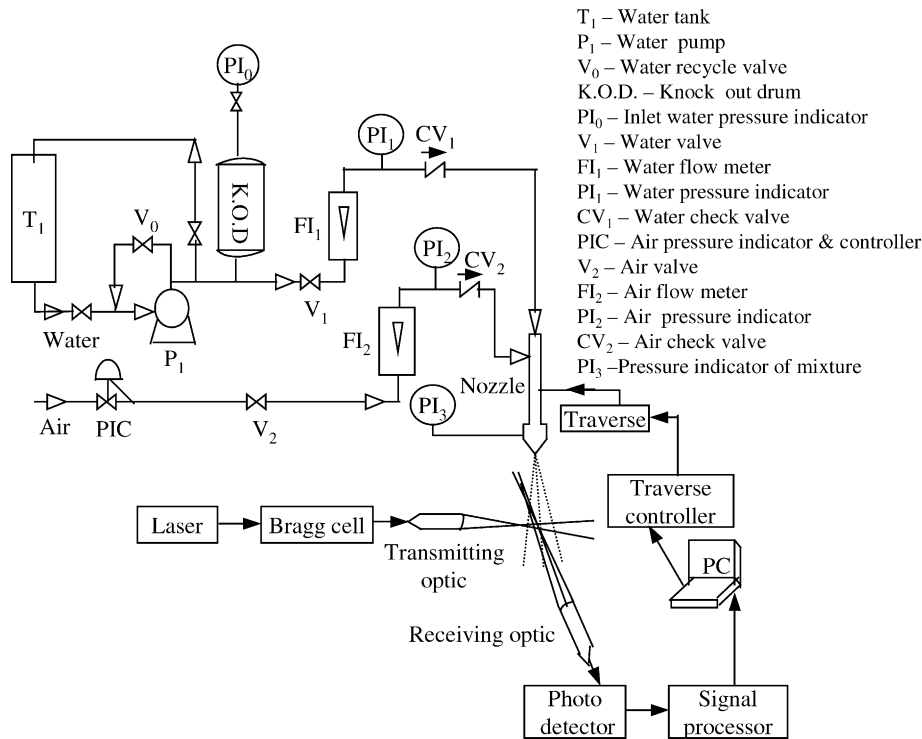 T₁ – Water tank
P₁ – Water pump
V₀ – Water recycle valve
K.O.D. – Knock out drum
PI₀ – Inlet water pressure indicator
V₁ – Water valve
FI₁ – Water flow meter
PI₁ – Water pressure indicator
CV₁ – Water check valve
PIC – Air pressure indicator & controller
V₂ – Air valve
FI₂ – Air flow meter
PI₂ – Air pressure indicator
CV₂ – Air check valve
PI₃ –Pressure indicator of mixture
PI₀
PI₁
CV₁
K.O.D
T₁
V₀
FI₁
PI₂
CV₂
V₁
Water
P₁
FI₂
Nozzle
PI₃
Air
PIC
V₂
Traverse
Traverse
controller
Laser
Bragg cell
Transmitting
optic
PC
Receiving optic
Photo
detector
Signal
processor